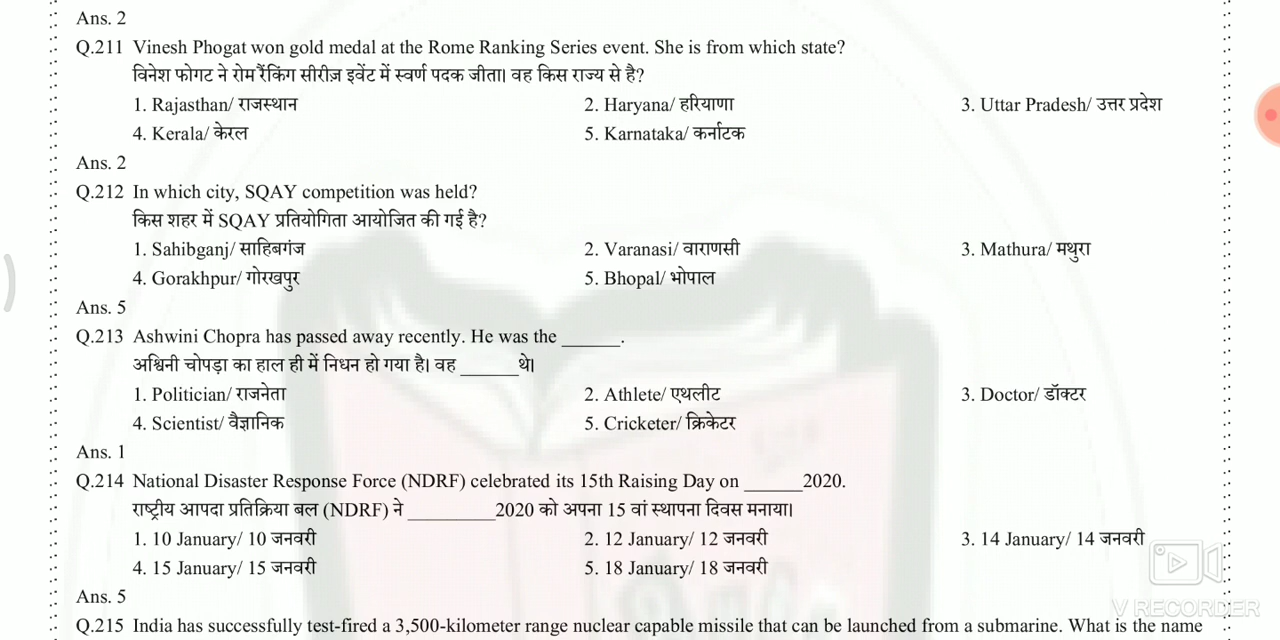 Ans. 2
Q.211 Vinesh Phogat won gold medal at the Rome Ranking Series event. She is from which state?
विनेश फोगट ने रोम रैंकिंग सीरीज़ इवेंट में स्वर्ण पदक जीता। वह किस राज्य से है?
1. Rajasthan/ राजस्थान 2. Haryana/ हरियाणा 3. Uttar Pradesh/ उत्तर प्रदेश
4. Kerala/ केरल 5. Karnataka/ कर्नाटक
Ans. 2
Q.212 In which city, SQAY competition was held?
किस शहर में SQAY प्रतियोगिता आयोजित की गई है?
1. Sahibganj/ साहिबगंज 2. Varanasi/ वाराणसी 3. Mathura/ मथुरा
4. Gorakhpur/ गोरखपुर 5. Bhopal/ भोपाल
Ans. 5
Q.213 Ashwini Chopra has passed away recently. He was the ______.
अश्विनी चोपड़ा का हाल ही में निधन हो गया है। वह ______थे।
1. Politician/ राजनेता 2. Athlete/ एथलीट 3. Doctor/ डॉक्टर
4. Scientist/ वैज्ञानिक 5. Cricketer/ क्रिकेटर
Ans. 1
Q.214 National Disaster Response Force (NDRF) celebrated its 15th Raising Day on ______2020.
राष्ट्रीय आपदा प्रतिक्रिया बल (NDRF) ने _________2020 को अपना 15 वां स्थापना दिवस मनाया।
1. 10 January/ 10 जनवरी 2. 12 January/ 12 जनवरी 3. 14 January/ 14 जनवरी
4. 15 January/ 15 जनवरी 5. 18 January/ 18 जनवरी
Ans. 5
Q.215 India has successfully test-fired a 3,500-kilometer range nuclear capable missile that can be launched from a submarine. What is the name
V RECORDER